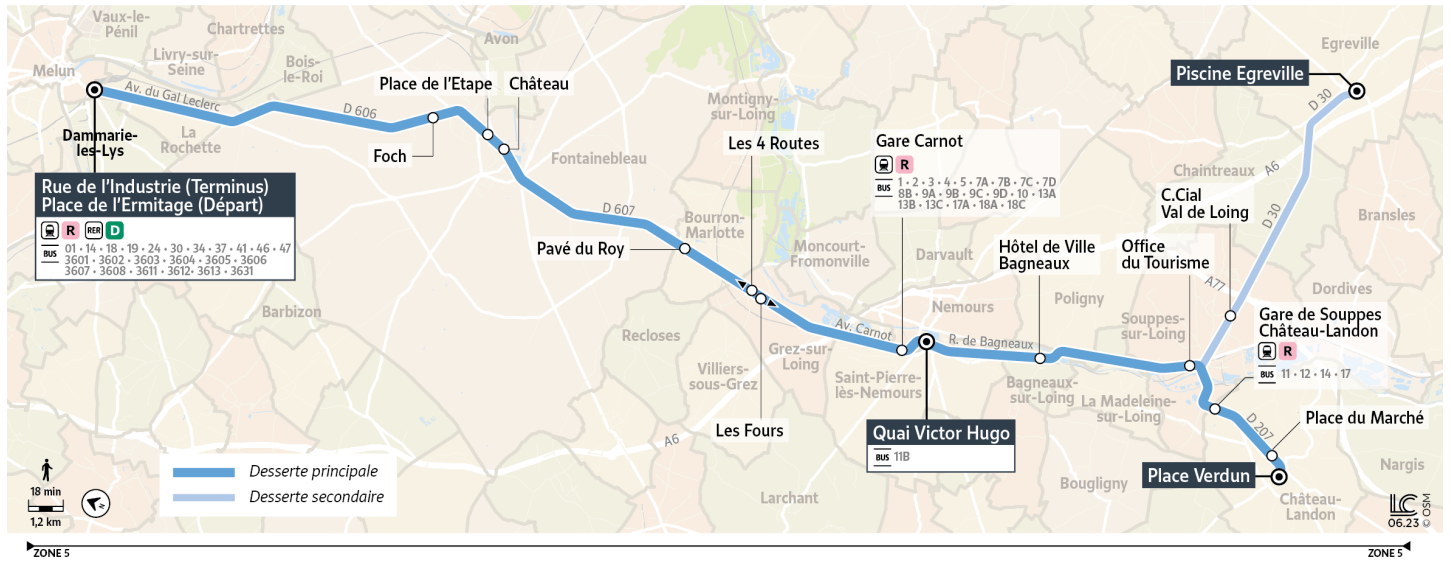 Vaux-le-
Pénil
Chartrettes
Livry-sur-
Seine
Bois-
le-Roi
Melun
Avon
Egreville
Piscine Egreville
D 30
Av. du Gal Leclerc
D 606
Place de l'Etape
Château
Montigny-
sur-Loing
Dammarie-
les-Lys
La
Rochette
Foch
Fontainebleau
Les 4 Routes
Gare Carnot
R
BUS
1 • 2 • 3 • 4 • 5 • 7A • 7B • 7C • 7D
8B • 9A • 9B • 9C • 9D • 10 • 13A
13B • 13C • 17A • 18A • 18C
Chaintreaux
A6
C.Cial
Val de Loing
D 30
Bransles
Rue de l'Industrie (Terminus)
Place de l'Ermitage (Départ)
R
RER
D
BUS
01 • 14 • 18 • 19 • 24 • 30 • 34 • 37 • 41 • 46 • 47
3601 • 3602 • 3603 • 3604 • 3605 • 3606
3607 • 3608 • 3611 • 3612• 3613 • 3631
D 607
Bourron-
Marlotte
Pavé du Roy
Moncourt-
Fromonville
Darvault
Hôtel de Ville
Bagneaux
Office
du Tourisme
A77
Dordives
Barbizon
Nemours
Poligny
Souppes-
sur-Loing
Gare de Souppes
Château-Landon
R
BUS
11 • 12 • 14 • 17
Recloses
Av. Carnot
R. de Bagneaux
Grez-sur-
Loing
Villiers-
sous-Grez
Saint-Pierre-
lès-Nemours
Bagneaux-
sur-Loing
La Madeleine-
sur-Loing
D 207
Place du Marché
Les Fours
A6
Quai Victor Hugo
BUS
11B
Place Verdun
Nargis
Bougligny
Larchant
Château-
Landon
Desserte principale
Desserte secondaire
18 min
1,2 km
N
LC
06.23 © OSM
ZONE 5
ZONE 5